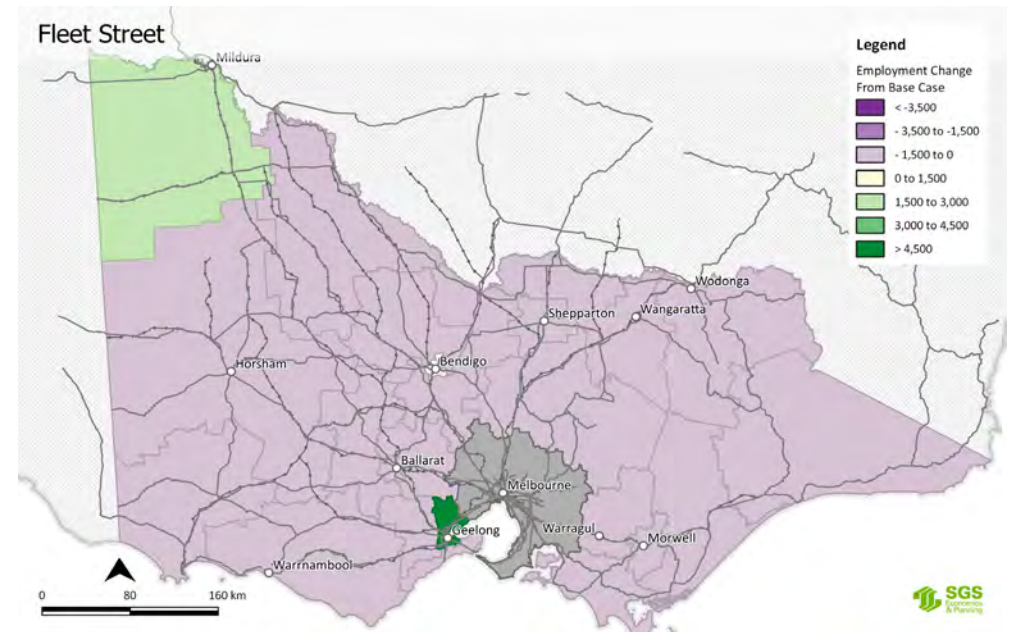 Fleet Street
Mildura
Legend
Employment Change
From Base Case
< -3,500
- 3,500 to -1,500
- 1,500 to 0
0 to 1,500
1,500 to 3,000
3,000 to 4,500
> 4,500
Wodonga
Shepparton
Wangaratta
Bendigo
Horsham
Ballarat
Melbourne
Geelong
Warragul
Morwell
Warrnambool
0 80 160 km
SGS
Economics
& Planning